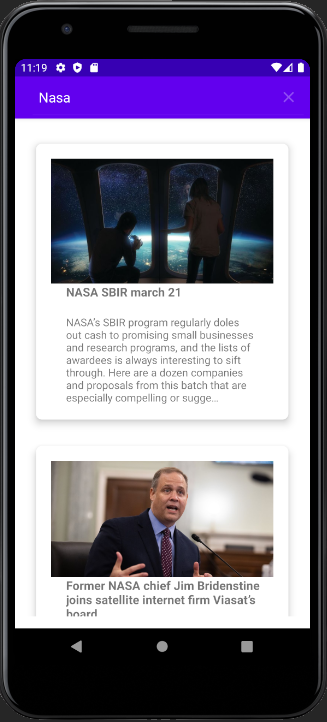 11:19
Nasa
NASA SBIR march 21
NASA's SBIR program regularly doles
out cash to promising small businesses
and research programs, and the lists of
awardees is always interesting to sift
through. Here are a dozen companies
and proposals from this batch that are
especially compelling or sugge…
Former NASA chief Jim Bridenstine
joins satellite internet firm Viasat's
board